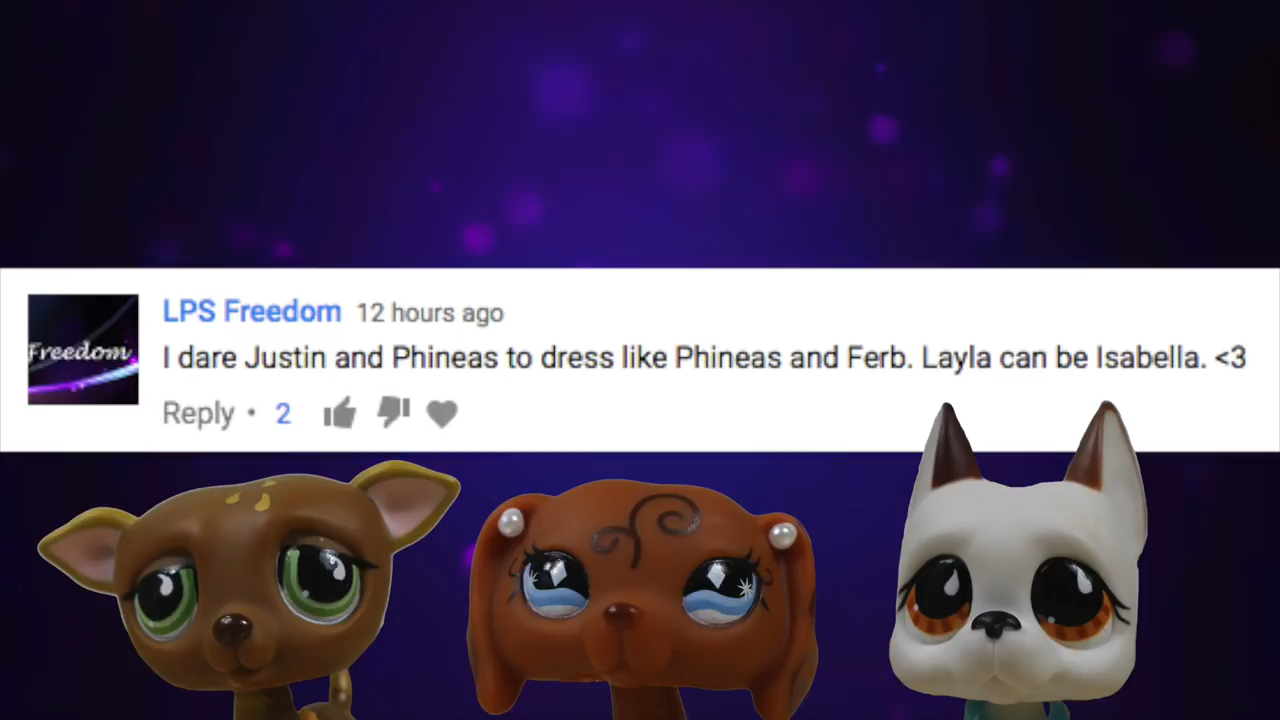 Freedom
LPS Freedom 12 hours ago
I dare Justin and Phineas to dress like Phineas and Ferb. Layla can be Isabella. <3
Reply • 2